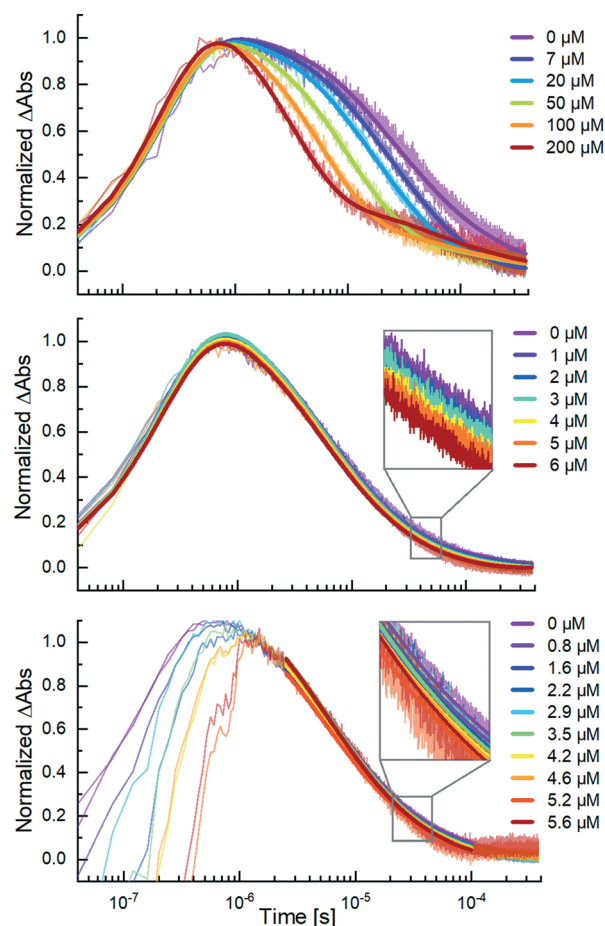 Normalized ΔAbs
1.0
0.8
0.6
0.4
0.2
0.0
0 µM
7 µM
20 µM
50 µM
100 µM
200 µM
Normalized ΔAbs
1.0
0.8
0.6
0.4
0.2
0.0
0 µM
1 µM
2 µM
3 µM
4 µM
5 µM
6 µM
Normalized ΔAbs
1.0
0.8
0.6
0.4
0.2
0.0
0 µM
0.8 µM
1.6 µM
2.2 µM
2.9 µM
3.5 µM
4.2 µM
4.6 µM
5.2 µM
5.6 µM
10⁻⁷ 10⁻⁶ 10⁻⁵ 10⁻⁴
Time [s]